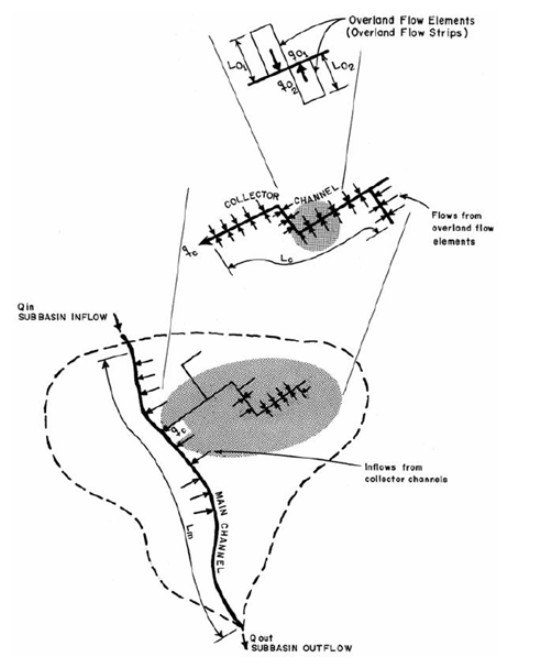 Overland Flow Elements
(Overland Flow Strips)
LO1
qO1
LO2
qO2
COLLECTOR CHANNEL
Flows from
overland flow
elements
qc
Lc
Qin
SUBBASIN INFLOW
qc
Inflows from
collector channels
MAIN CHANNEL
Lm
Qout
SUBBASIN OUTFLOW